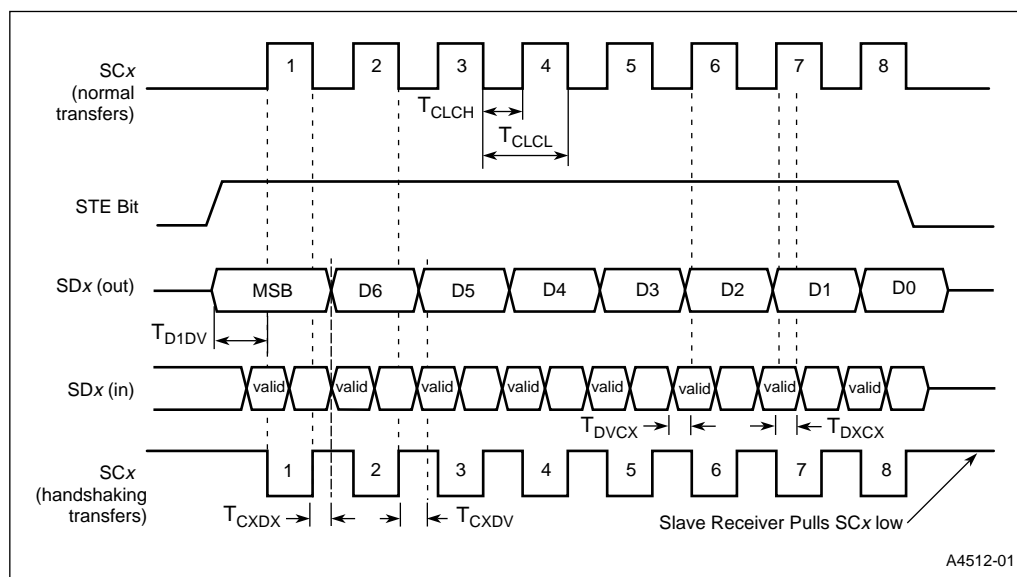 SCx
(normal
transfers)
1 2 3 4 5 6 7 8
TCLCH
TCLCL
STE Bit
SDx (out)
MSB D6 D5 D4 D3 D2 D1 D0
TD1DV
SDx (in)
valid valid valid valid valid valid valid valid
TDVCX
TDXCX
SCx
(handshaking
transfers)
1 2 3 4 5 6 7 8
TCXDX
TCXDV
Slave Receiver Pulls SCx low
A4512-01